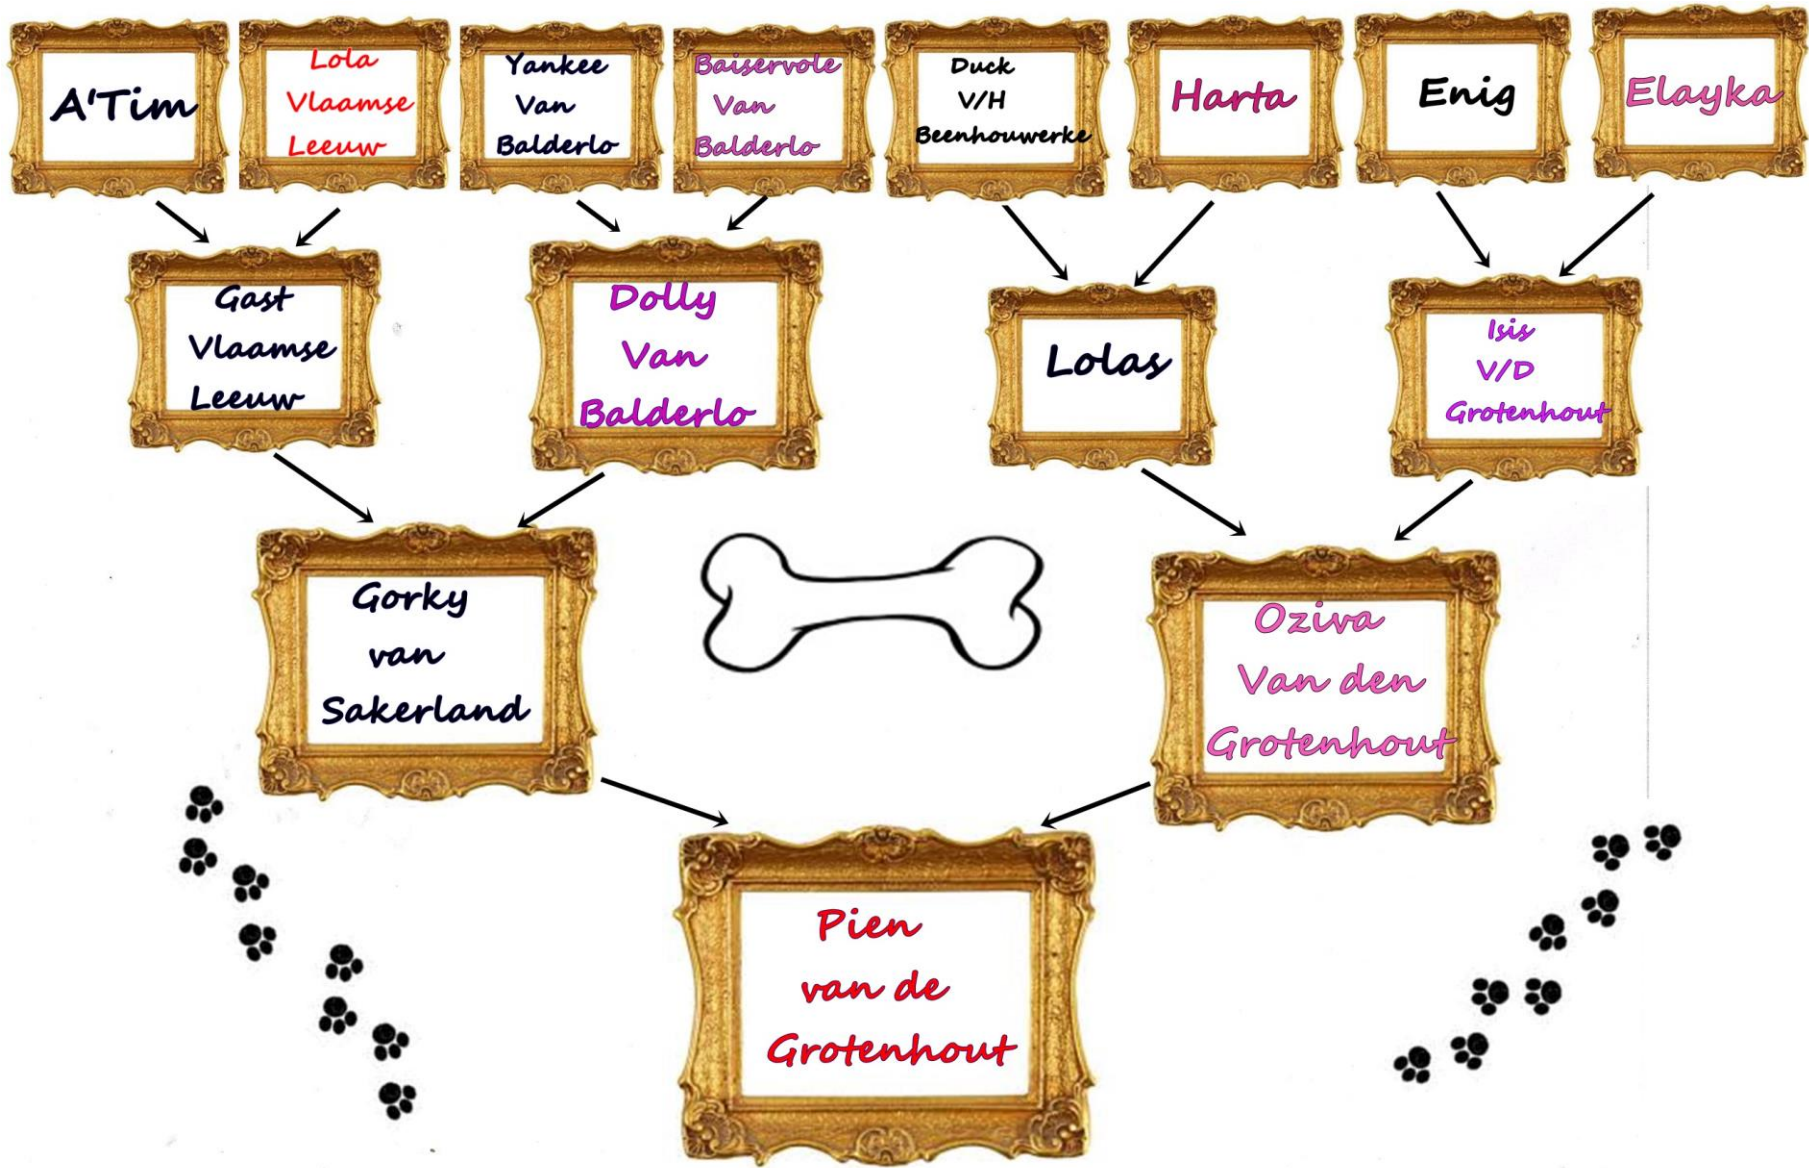 A'Tim
Lola
Vlaamse
Leeuw
Yankee
Van
Balderlo
Baiservole
Van
Balderlo
Duck
V/H
Beenhouwerke
Harta
Enig
Elayka
Gast
Vlaamse
Leeuw
Dolly
Van
Balderlo
Lolas
Isis
V/D
Grotenhout
Gorky
van
Sakerland
Oziva
Van den
Grotenhout
Pien
van de
Grotenhout